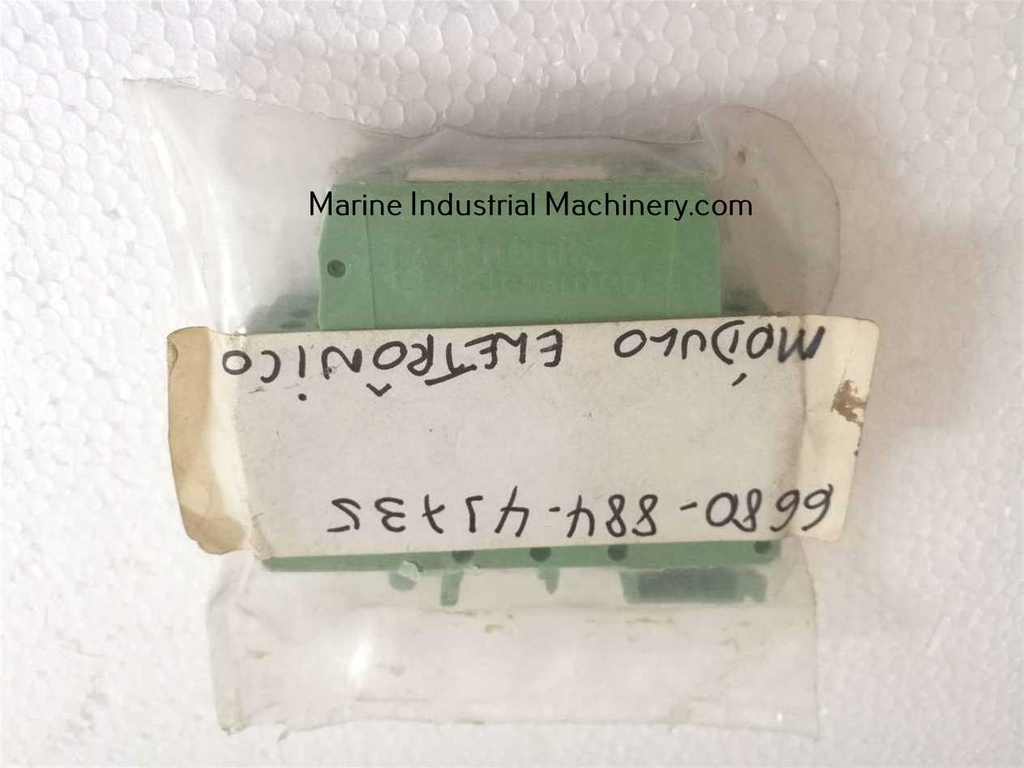 Marine Industrial Machinery.com
6680-884-41735
MÓDULO ELETRÔNICO